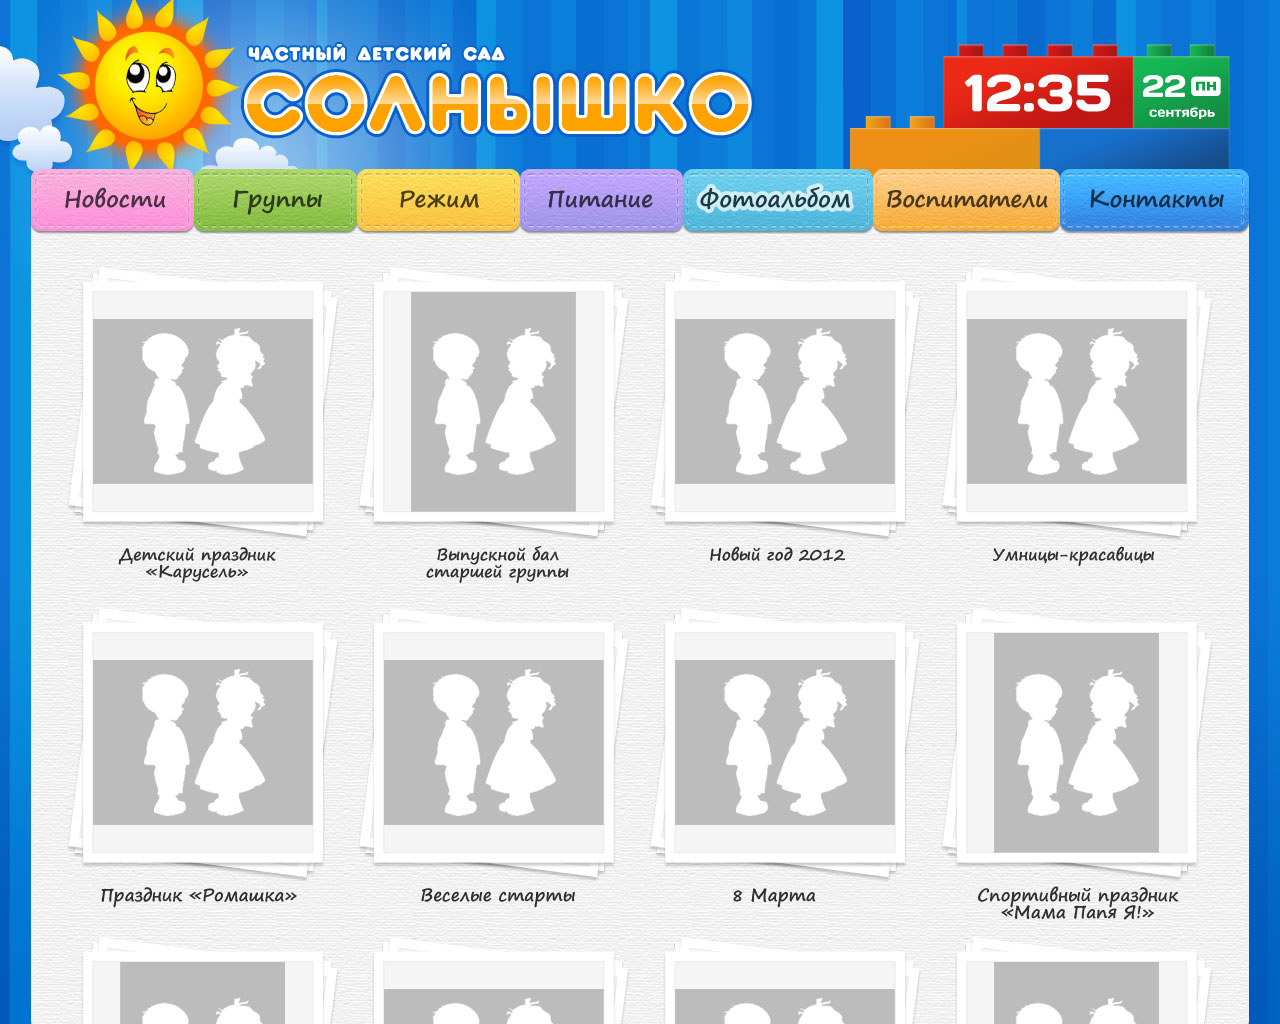 ЧАСТНЫЙ ДЕТСКИЙ САД
СОЛНЫШКО
12:35
22 ПН
сентябрь
Новости
Группы
Режим
Питание
Фотоальбом
Воспитатели
Контакты
Детский праздник
«Карусель»
Выпускной бал
старшей группы
Новый год 2012
Умницы-красавицы
Праздник «Ромашка»
Веселые старты
8 Марта
Спортивный праздник
«Мама Папя Я!»